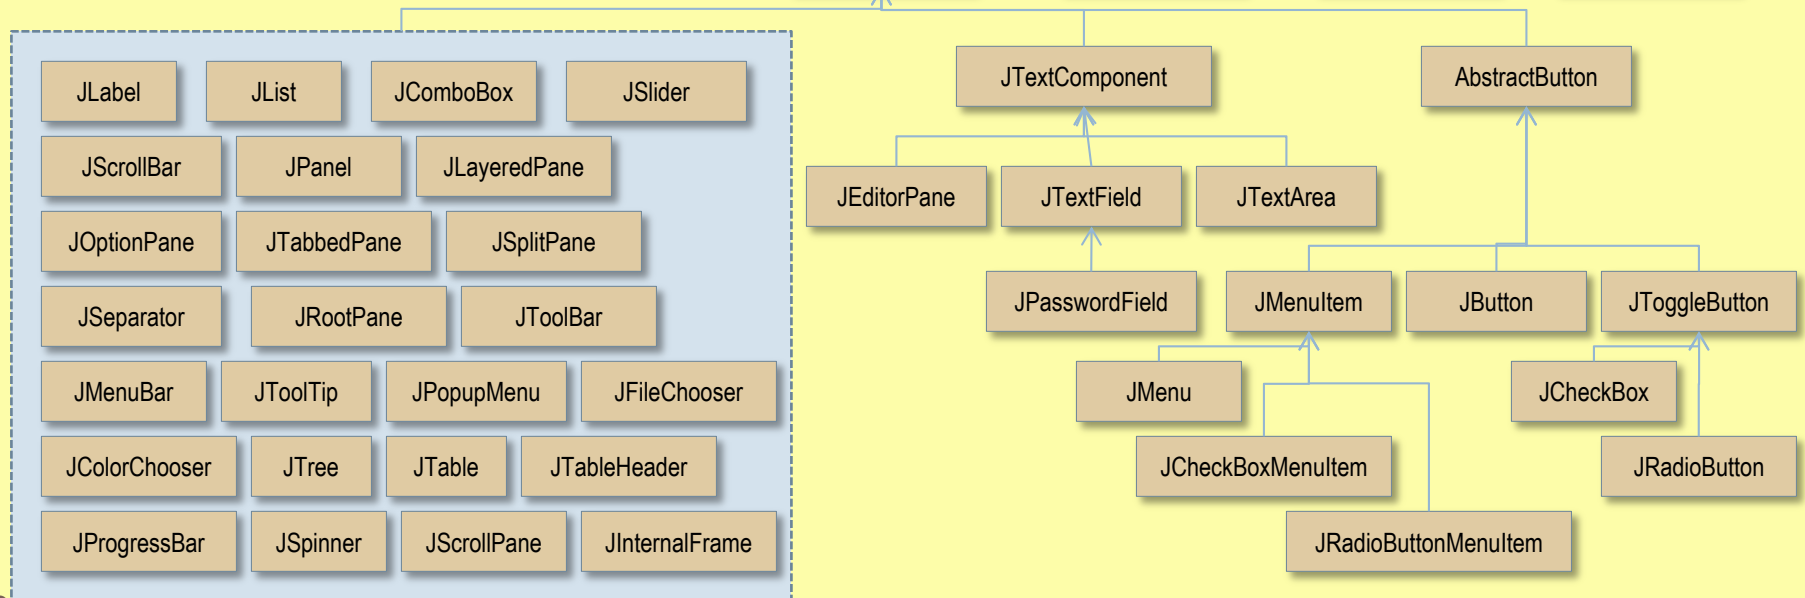 JLabel JList JComboBox JSlider
JScrollBar JPanel JLayeredPane
JOptionPane JTabbedPane JSplitPane
JSeparator JRootPane JToolBar
JMenuBar JToolTip JPopupMenu JFileChooser
JColorChooser JTree JTable JTableHeader
JProgressBar JSpinner JScrollPane JInternalFrame
JTextComponent AbstractButton
JEditorPane JTextField JTextArea
JPasswordField JMenuItem JButton JToggleButton
JMenu JCheckBox
JCheckBoxMenuItem JRadioButton
JRadioButtonMenuItem